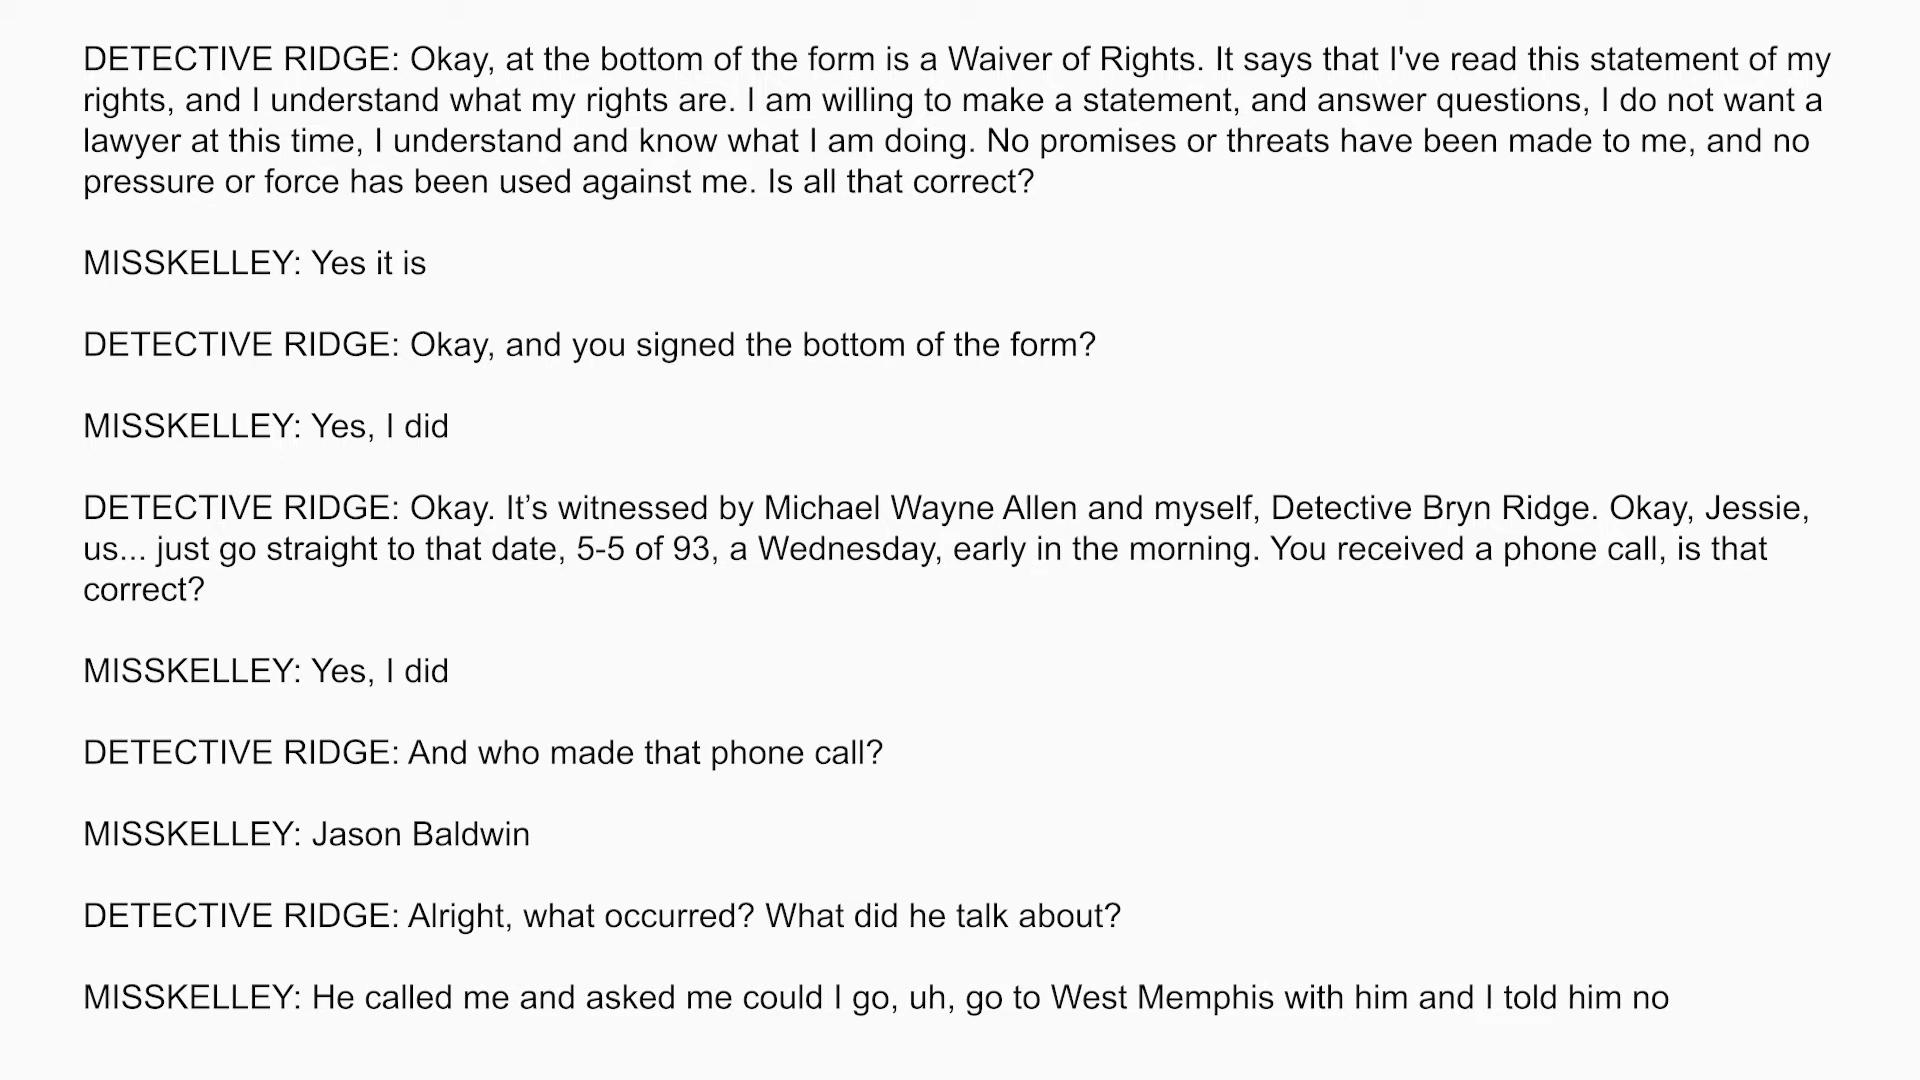 DETECTIVE RIDGE: Okay, at the bottom of the form is a Waiver of Rights. It says that I've read this statement of my
rights, and I understand what my rights are. I am willing to make a statement, and answer questions, I do not want a
lawyer at this time, I understand and know what I am doing. No promises or threats have been made to me, and no
pressure or force has been used against me. Is all that correct?
MISSKELLEY: Yes it is
DETECTIVE RIDGE: Okay, and you signed the bottom of the form?
MISSKELLEY: Yes, I did
DETECTIVE RIDGE: Okay. It’s witnessed by Michael Wayne Allen and myself, Detective Bryn Ridge. Okay, Jessie,
us... just go straight to that date, 5-5 of 93, a Wednesday, early in the morning. You received a phone call, is that
correct?
MISSKELLEY: Yes, I did
DETECTIVE RIDGE: And who made that phone call?
MISSKELLEY: Jason Baldwin
DETECTIVE RIDGE: Alright, what occurred? What did he talk about?
MISSKELLEY: He called me and asked me could I go, uh, go to West Memphis with him and I told him no